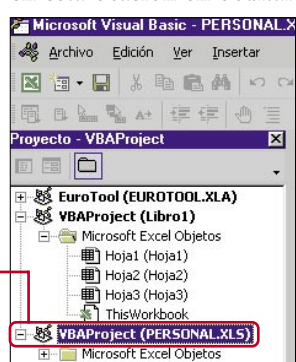 Microsoft Visual Basic - PERSONAL.X
Archivo Edición Ver Insertar
Proyecto - VBAProject
EuroTool (EUROTOOL.XLA)
VBAProject (Libro1)
Microsoft Excel Objetos
Hoja1 (Hoja1)
Hoja2 (Hoja2)
Hoja3 (Hoja3)
ThisWorkbook
VBAProject (PERSONAL.XLS)
Microsoft Excel Objetos